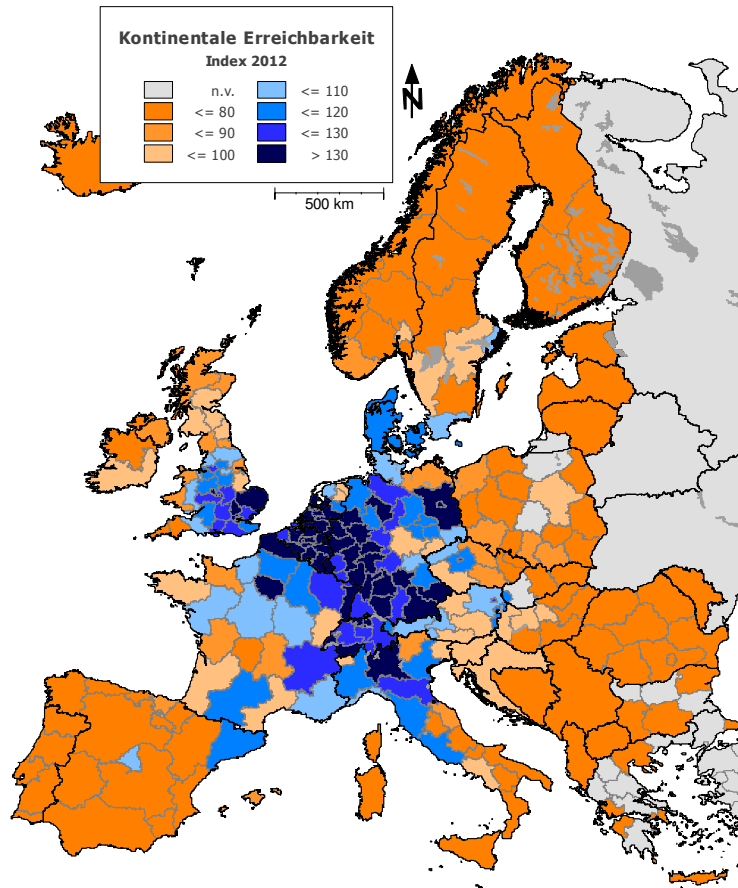 Kontinentale Erreichbarkeit
Index 2012
n.v.
<= 80
<= 90
<= 100
<= 110
<= 120
<= 130
> 130
N
500 km